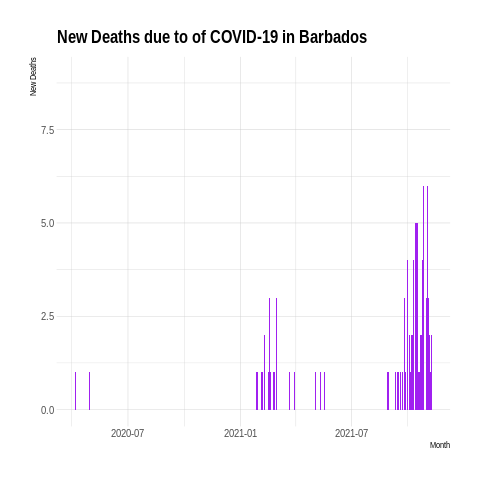 New Deaths due to of COVID-19 in Barbados
New Deaths
7.5
5.0
2.5
0.0
2020-07 2021-01 2021-07
Month